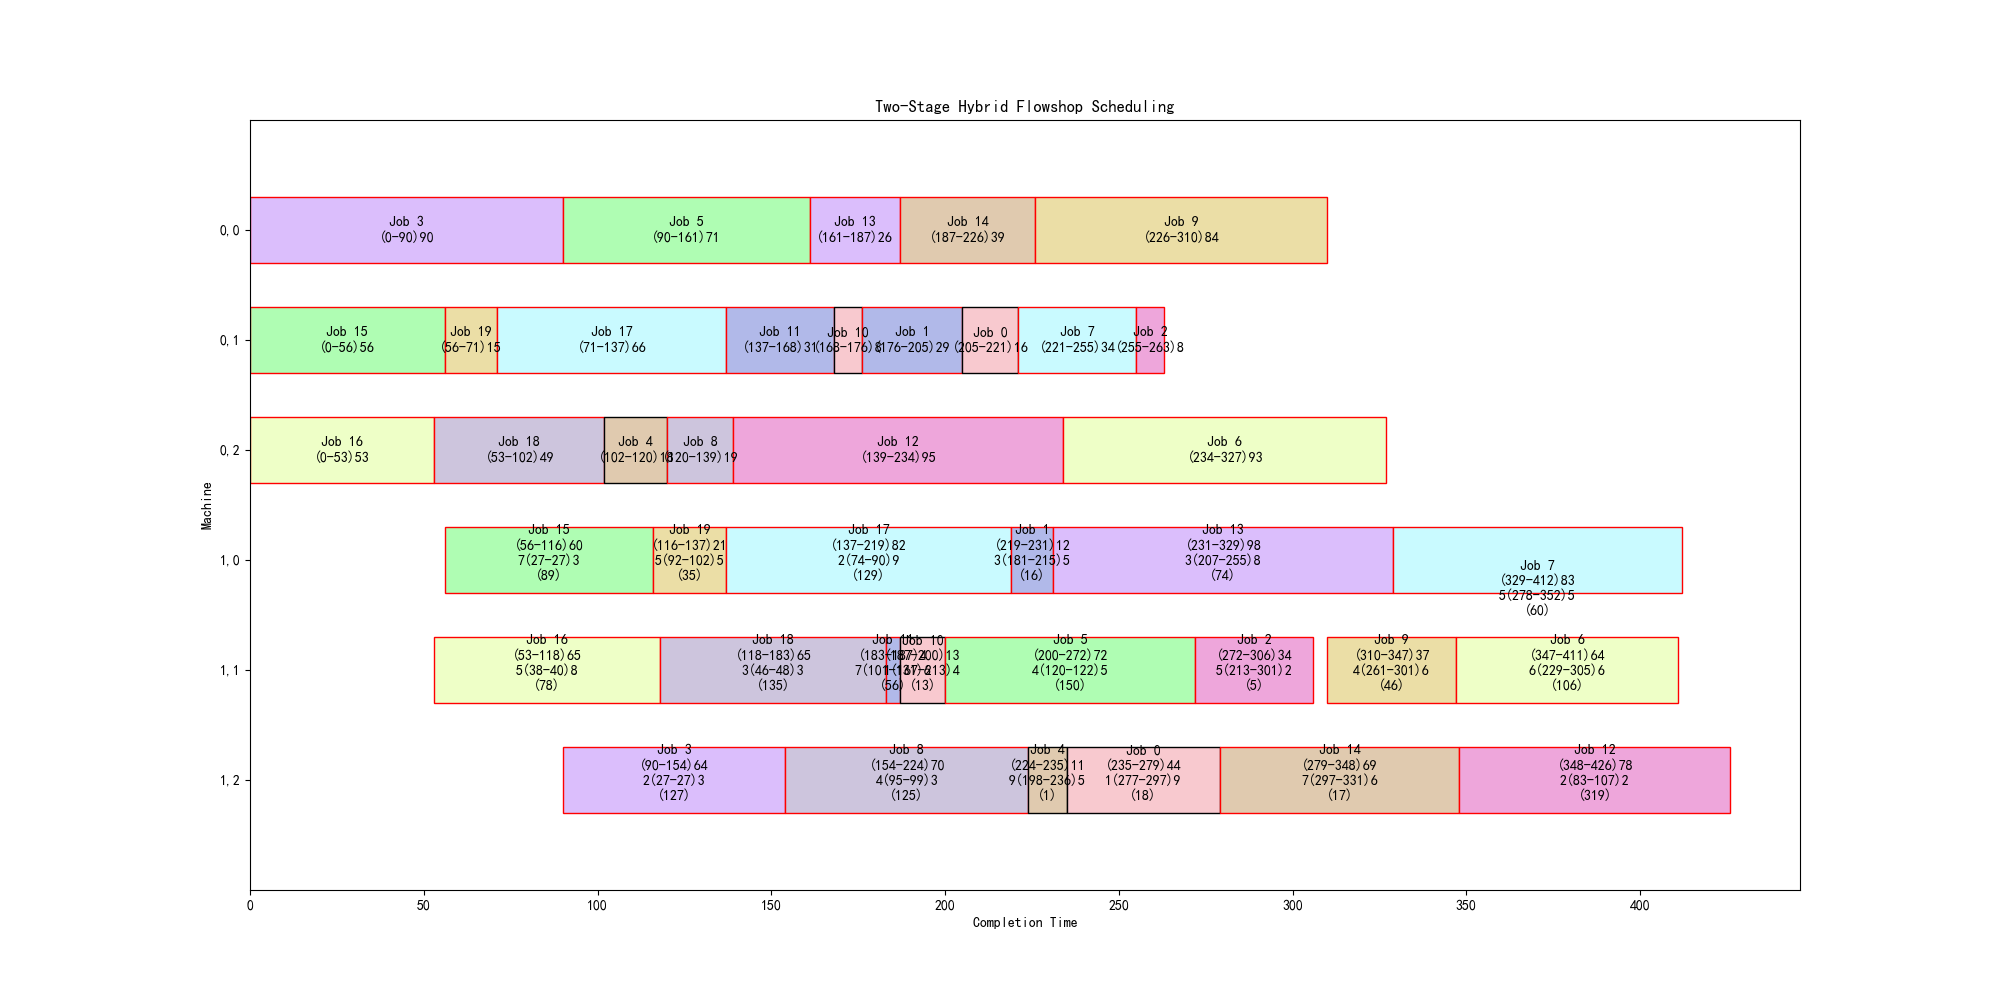 Two-Stage Hybrid Flowshop Scheduling
0,0
Job 3
(0-90)90
Job 5
(90-161)71
Job 13
(161-187)26
Job 14
(187-226)39
Job 9
(226-310)84
0,1
Job 15
(0-56)56
Job 19
(56-71)15
Job 17
(71-137)66
Job 11
(137-168)31
Job 10
(168-176)8
Job 1
(176-205)29
Job 0
(205-221)16
Job 7
(221-255)34
Job 2
(255-263)8
0,2
Job 16
(0-53)53
Job 18
(53-102)49
Job 4
(102-120)18
Job 8
(120-139)19
Job 12
(139-234)95
Job 6
(234-327)93
Machine
1,0
Job 15
(56-116)60
7(27-27)3
(89)
Job 19
(116-137)21
5(92-102)5
(35)
Job 17
(137-219)82
2(74-90)9
(129)
Job 1
(219-231)12
3(181-215)5
(16)
Job 13
(231-329)98
3(207-255)8
(74)
Job 7
(329-412)83
5(278-352)5
(60)
1,1
Job 16
(53-118)65
5(38-40)8
(78)
Job 18
(118-183)65
3(46-48)3
(135)
Job 11
(183-187)4
(56)
Job 10
(187-200)13
(13)
Job 5
(200-272)72
4(120-122)5
(150)
Job 2
(272-306)34
5(213-301)2
(5)
Job 9
(310-347)37
4(261-301)6
(46)
Job 6
(347-411)64
6(229-305)6
(106)
1,2
Job 3
(90-154)64
2(27-27)3
(127)
Job 8
(154-224)70
4(95-99)3
(125)
Job 4
(224-235)11
9(198-236)5
(1)
Job 0
(235-279)44
1(277-297)9
(18)
Job 14
(279-348)69
7(297-331)6
(17)
Job 12
(348-426)78
2(83-107)2
(319)
0 50 100 150 200 250 300 350 400
Completion Time